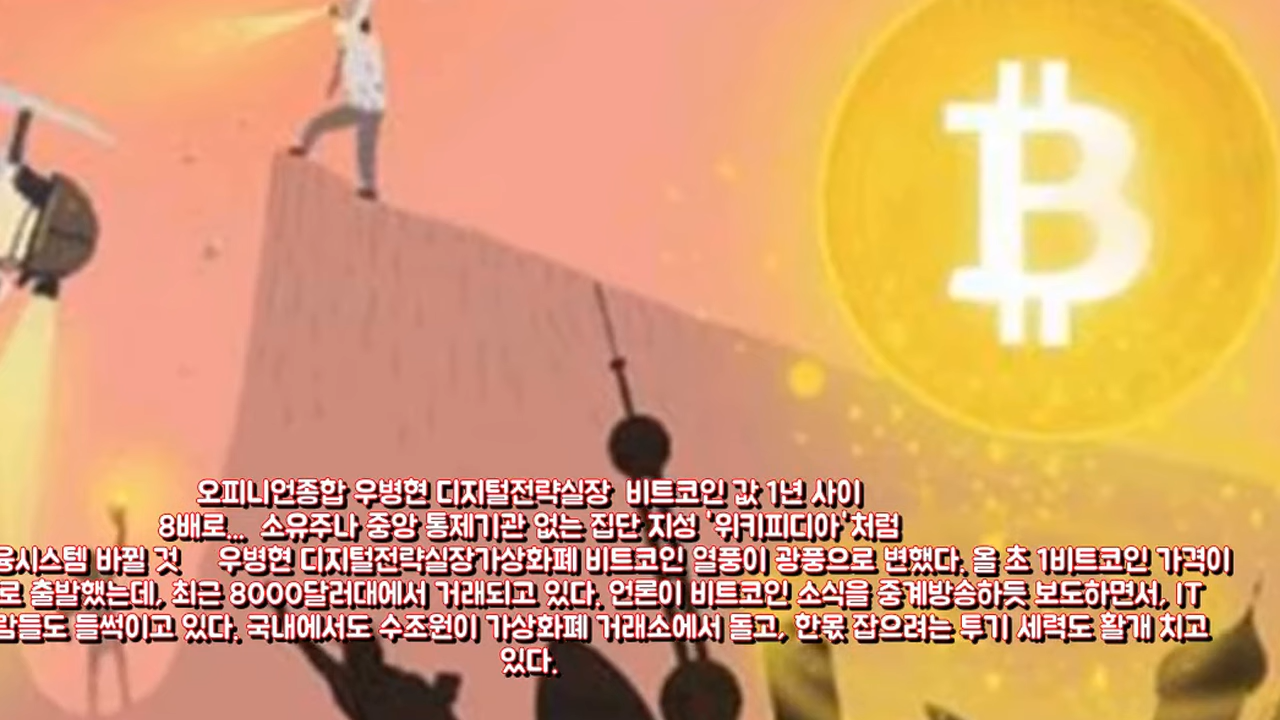 오피니언종합 우병현 디지털전략실장 비트코인 값 1년 사이
8배로... 소유주나 중앙 통제기관 없는 집단 지성 '위키피디아'처럼
융시스템 바뀔 것 우병현 디지털전략실장가상화폐 비트코인 열풍이 광풍으로 변했다. 올 초 1비트코인 가격이
로 출발했는데, 최근 8000달러대에서 거래되고 있다. 언론이 비트코인 소식을 중계방송하듯 보도하면서, IT
람들도 들썩이고 있다. 국내에서도 수조원이 가상화폐 거래소에서 돌고, 한몫 잡으려는 투기 세력도 활개 치고
있다.